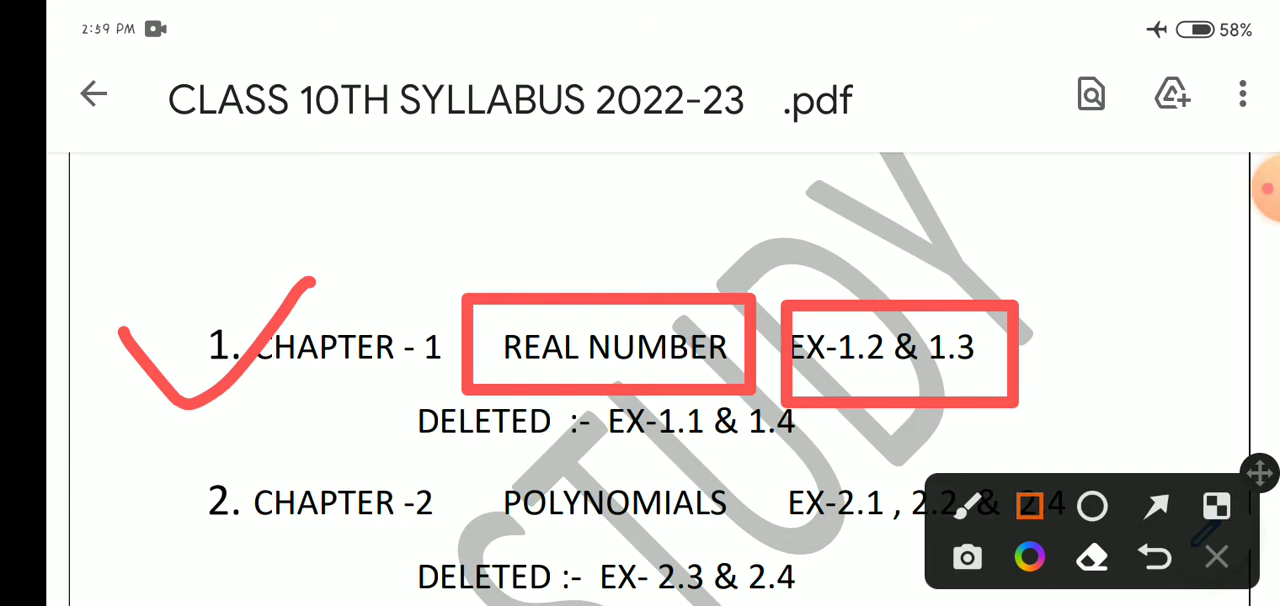 2:59 PM 58%
CLASS 10TH SYLLABUS 2022-23 .pdf
1. CHAPTER - 1 REAL NUMBER EX-1.2 & 1.3
DELETED :- EX-1.1 & 1.4
2. CHAPTER -2 POLYNOMIALS EX-2.1 , 2.2 & 2.4
DELETED :- EX- 2.3 & 2.4
STUDY